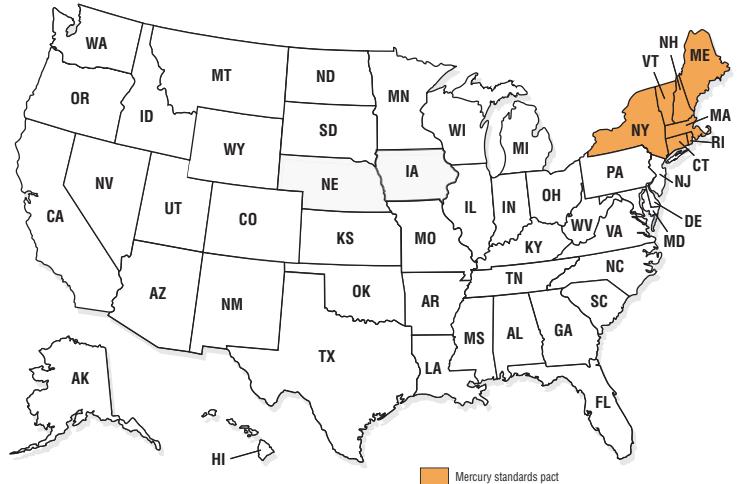 WA
MT
ND
MN
NH
ME
VT
OR
ID
SD
WI
MI
NY
MA
RI
CT
WY
NE
IA
PA
NJ
NV
UT
CO
IL
IN
OH
DE
MD
CA
KS
MO
WV
VA
KY
AZ
NM
OK
AR
TN
NC
SC
TX
LA
MS
AL
GA
AK
FL
HI
Mercury standards pact